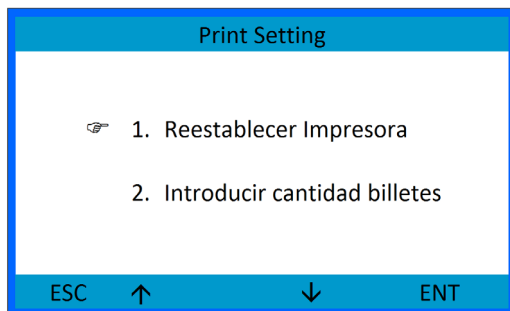 Print Setting
☞ 1. Reestablecer Impresora
2. Introducir cantidad billetes
ESC ↑ ↓ ENT